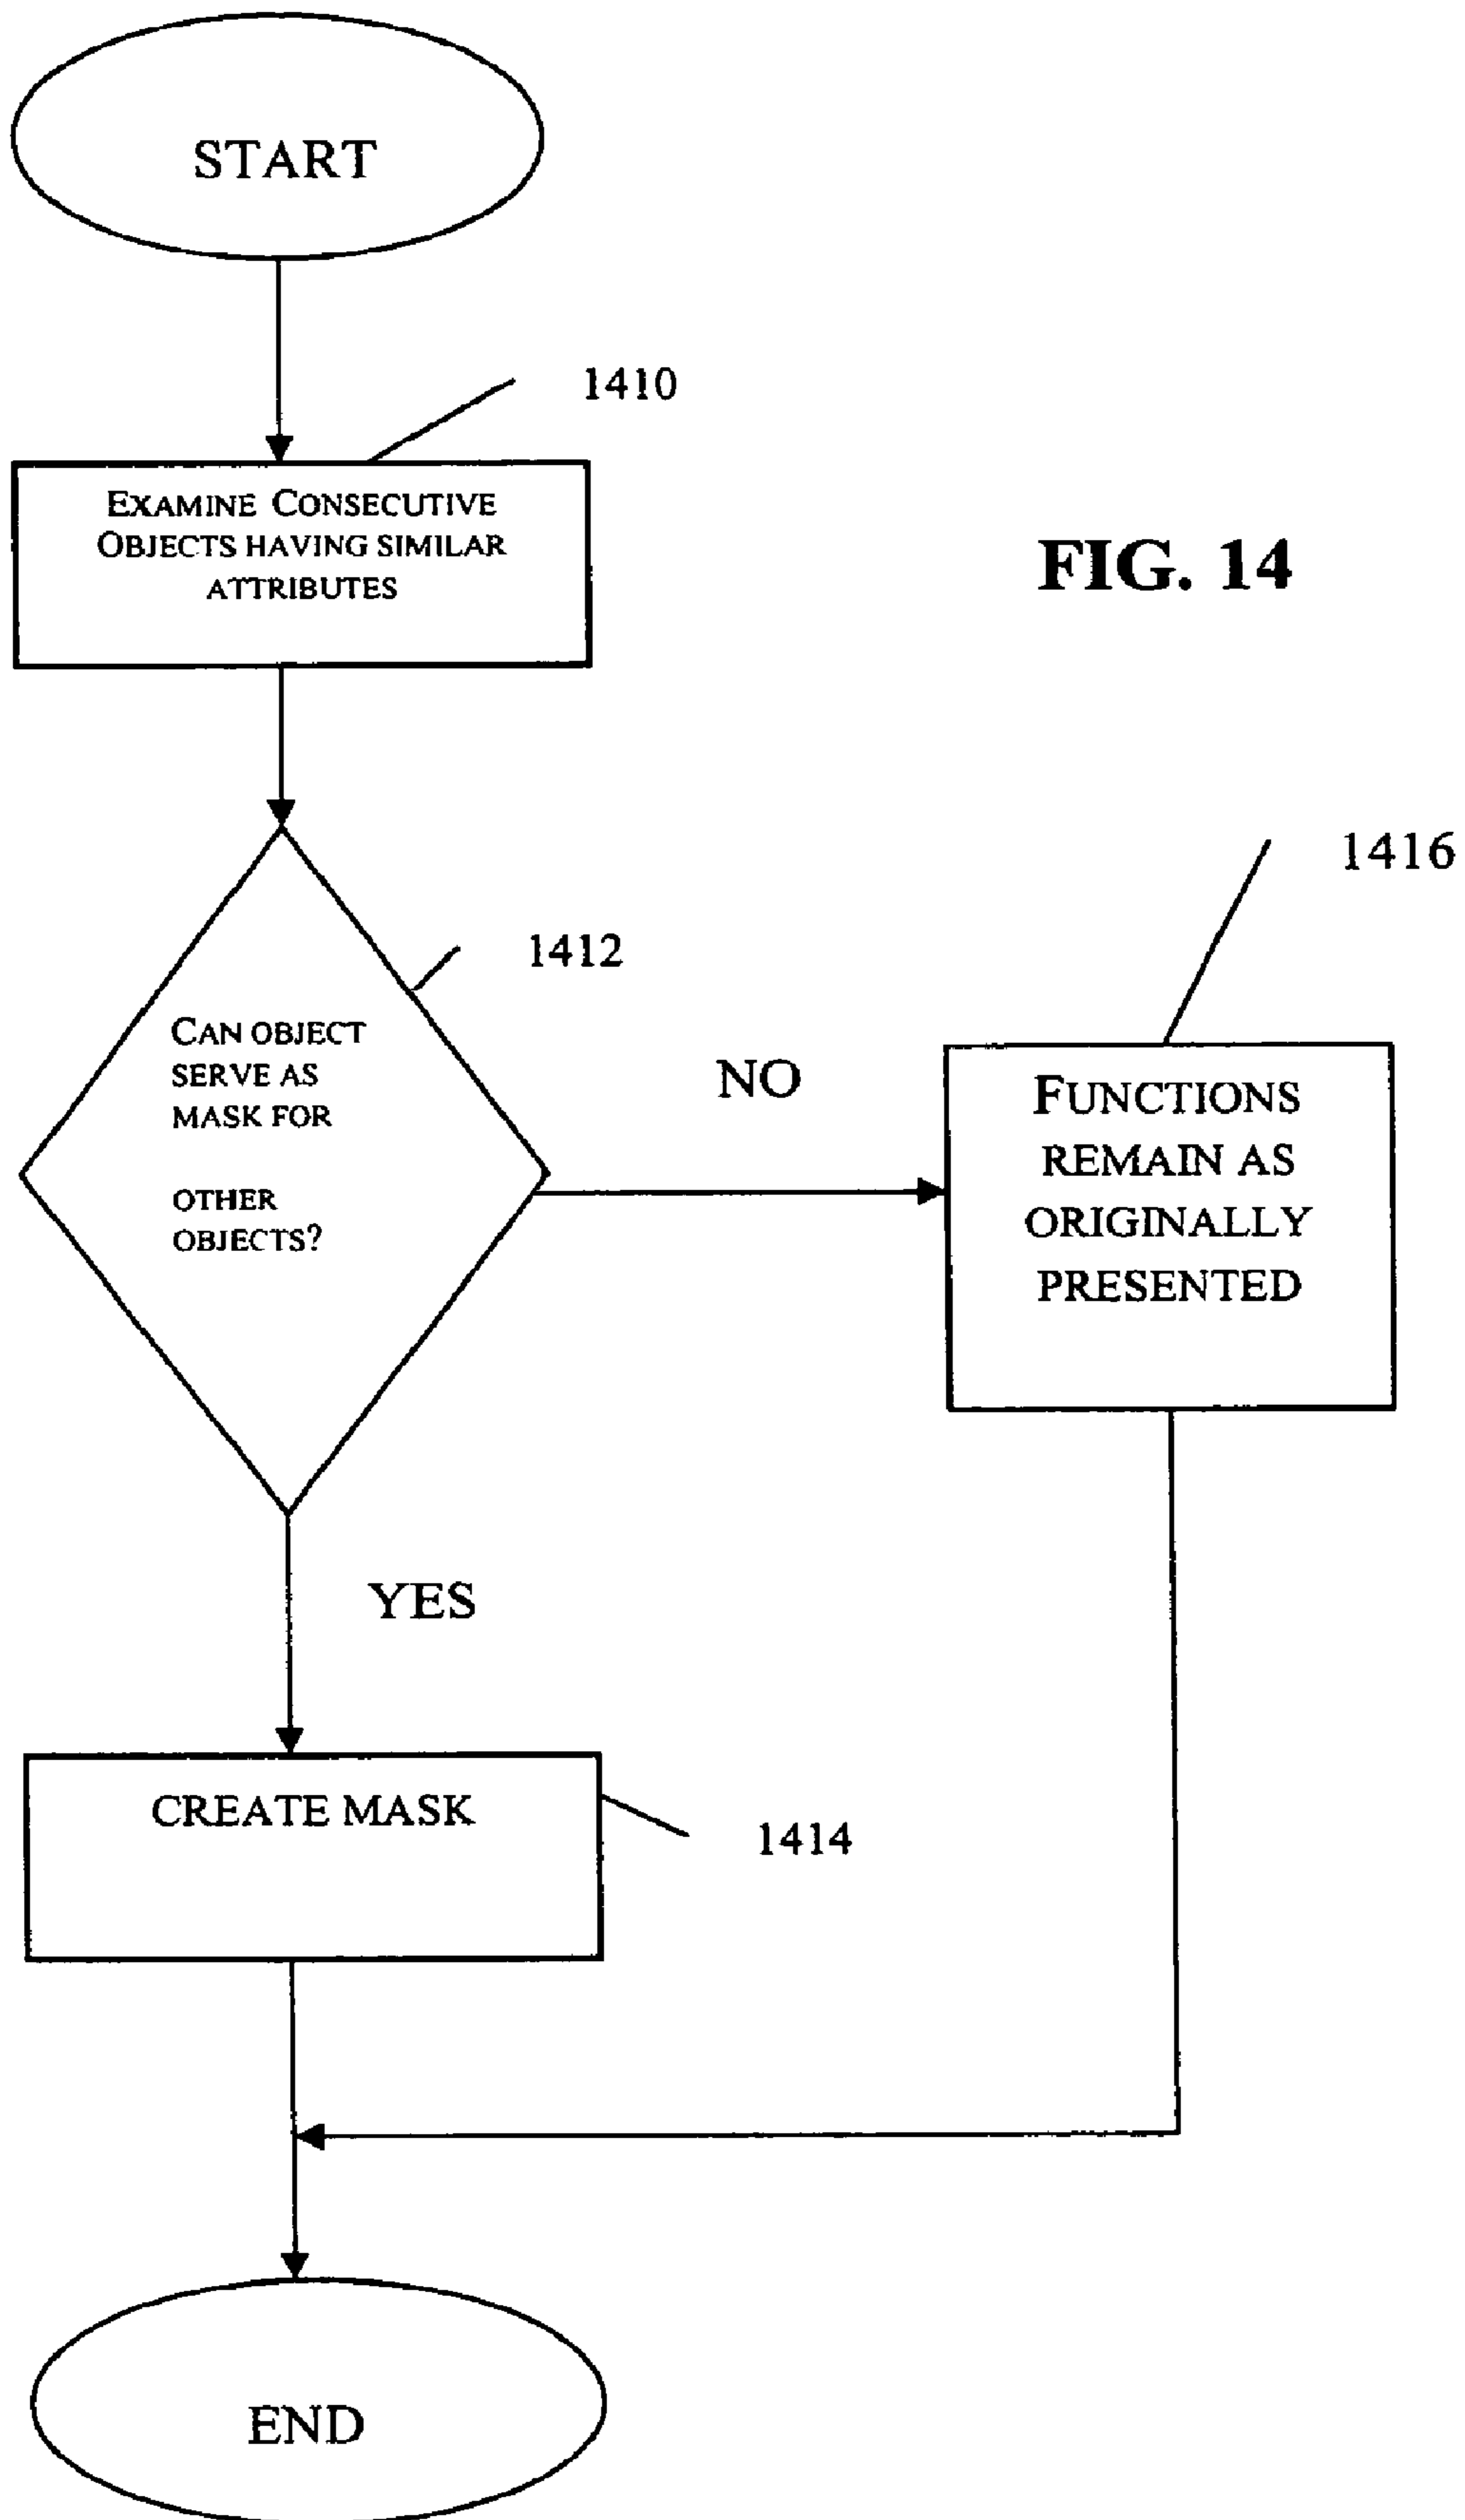 START
1410
EXAMINE CONSECUTIVE
OBJECTS HAVING SIMILAR
ATTRIBUTES
FIG. 14
1412
CAN OBJECT
SERVE AS
MASK FOR
OTHER
OBJECTS?
NO
1416
FUNCTIONS
REMAIN AS
ORIGINALLY
PRESENTED
YES
CREATE MASK
1414
END